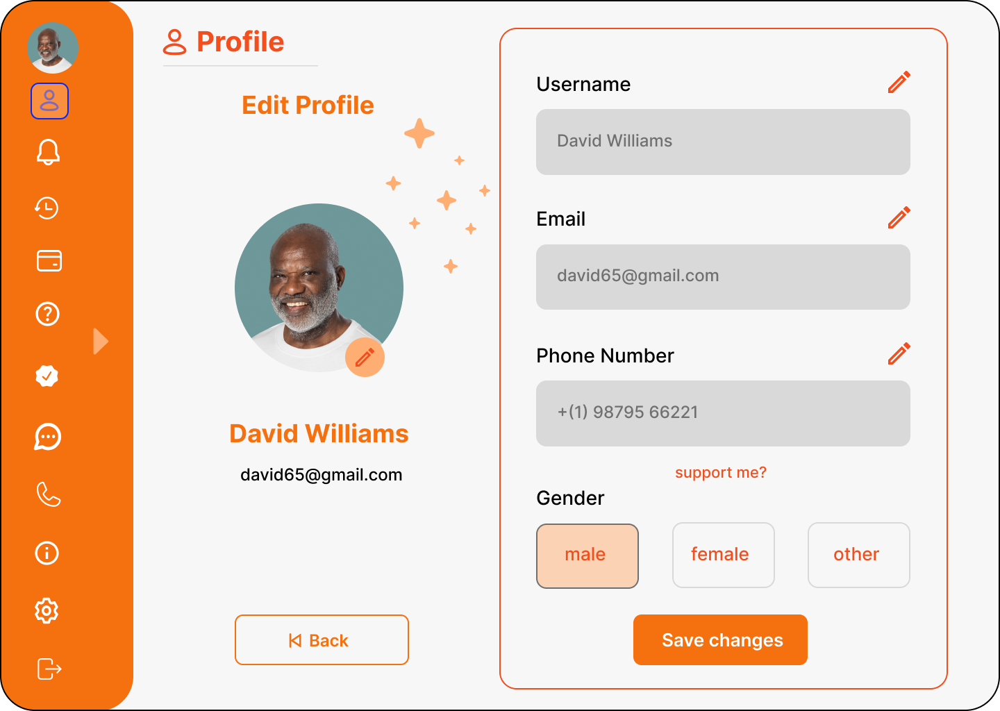 Profile
Edit Profile
David Williams
david65@gmail.com
Back
Username
David Williams
Email
david65@gmail.com
Phone Number
+(1) 98795 66221
support me?
Gender
male
female
other
Save changes